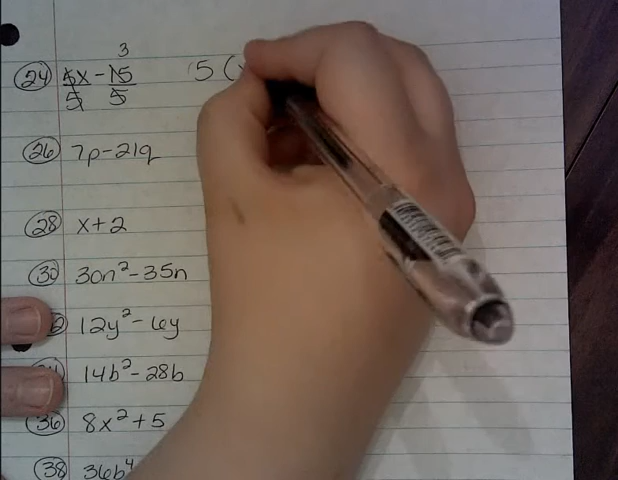 3
24 5x - 15 5 (x
5 5
26 7p - 21q
28 x + 2
30 30n² - 35n
2 12y² - 6y
14b² - 28b
36 8x² + 5
38 36b⁴